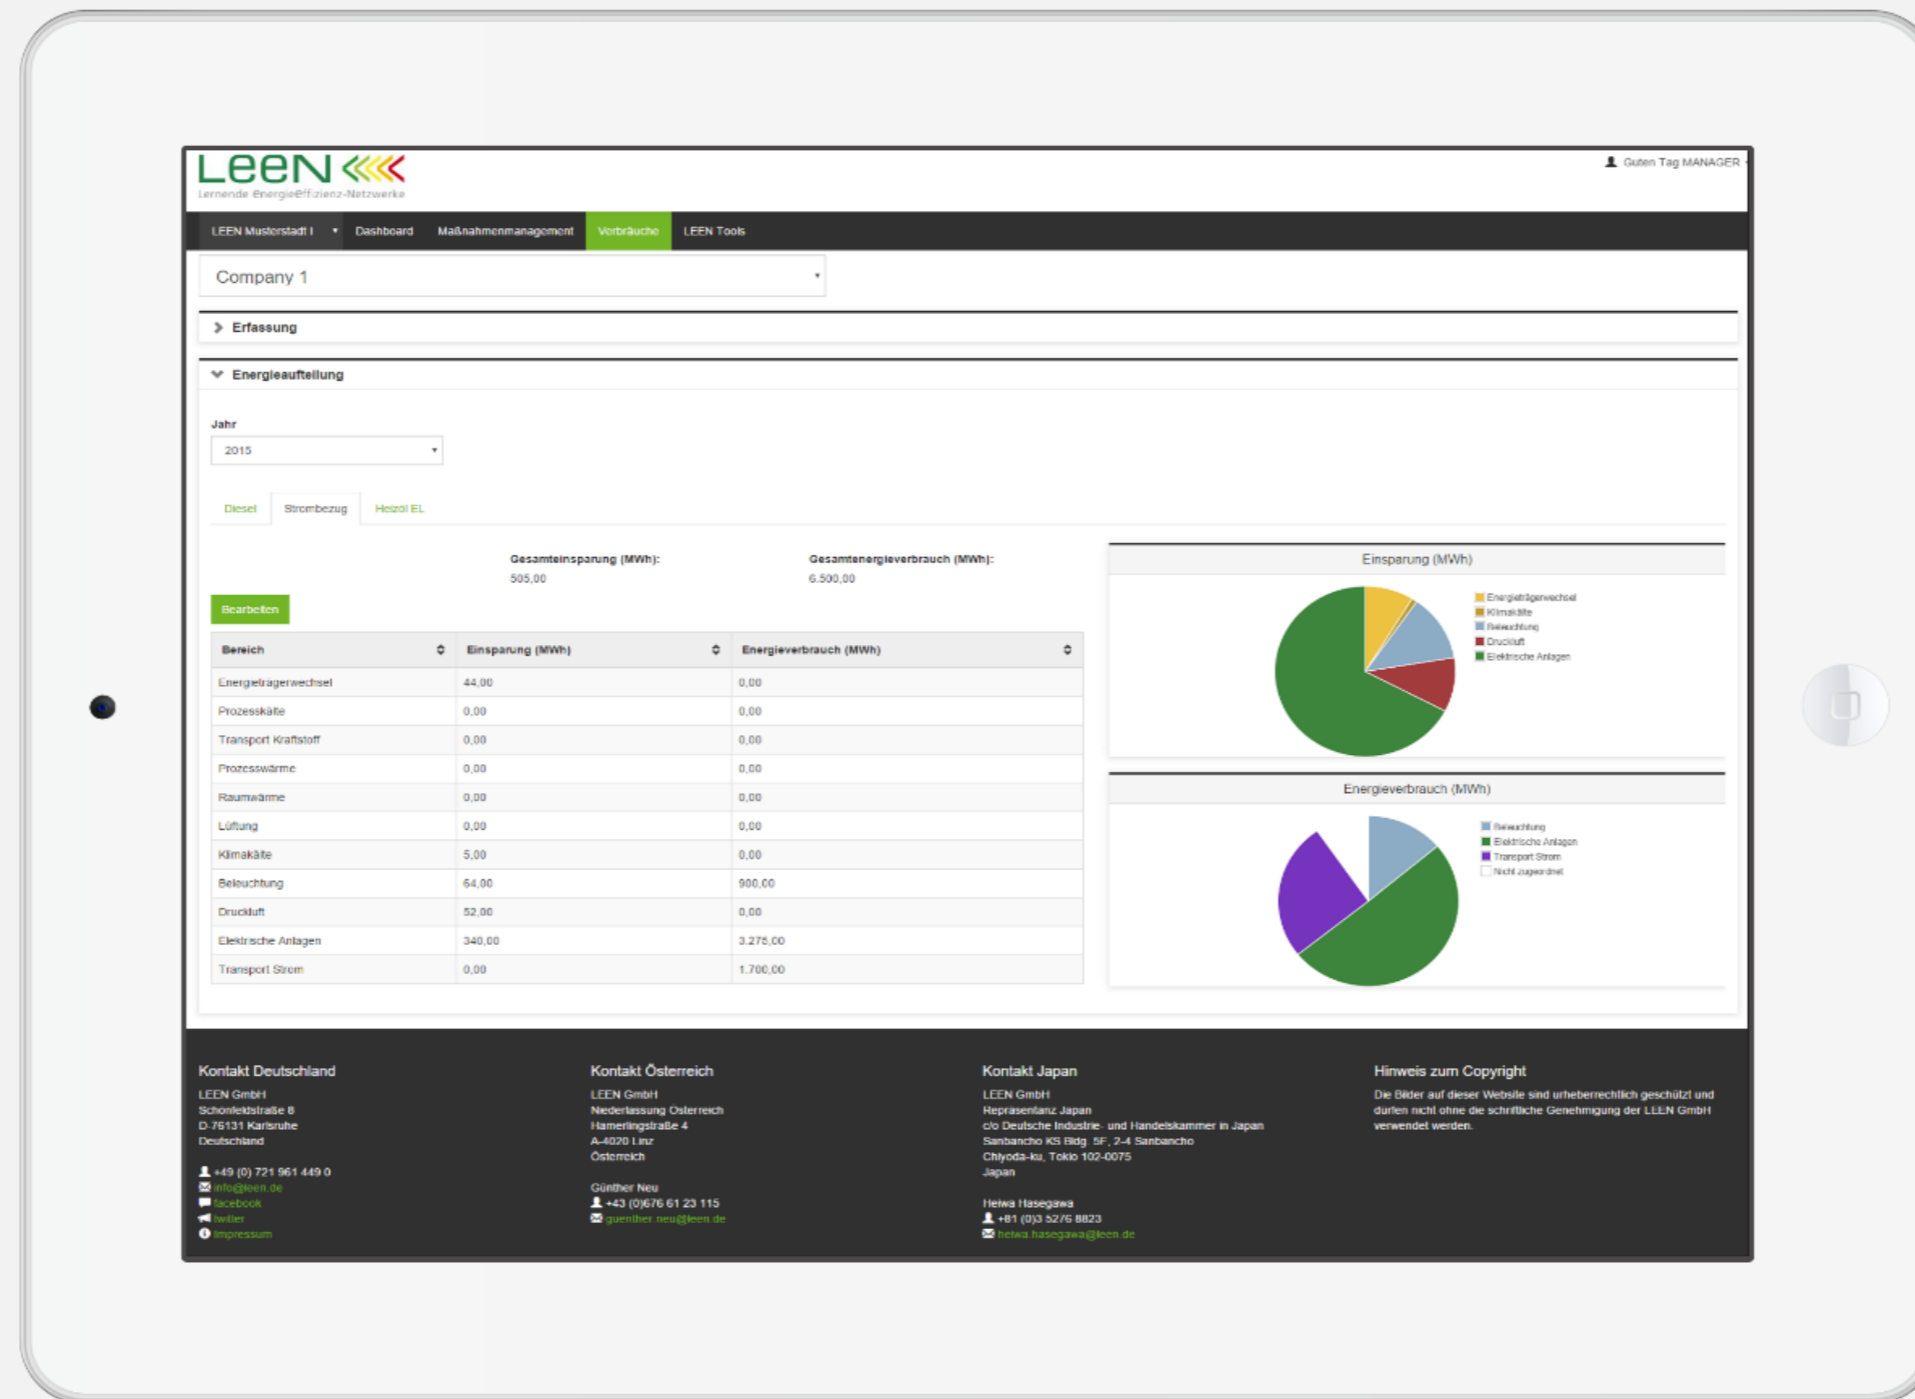 LEEN
Lernende EnergieEffizienz-Netzwerke
Guten Tag MANAGER
LEEN Musterstadt I
Dashboard
Maßnahmenmanagement
Verbräuche
LEEN Tools
Company 1
Erfassung
Energieaufteilung
Jahr
2015
Diesel
Strombezug
Heizöl EL
Gesamteinsparung (MWh):
505,00
Gesamtenergieverbrauch (MWh):
6.500,00
Bearbeiten
Bereich Einsparung (MWh) Energieverbrauch (MWh)
Energieträgerwechsel 44,00 0,00
Prozesskälte 0,00 0,00
Transport Kraftstoff 0,00 0,00
Prozesswärme 0,00 0,00
Raumwärme 0,00 0,00
Lüftung 0,00 0,00
Klimakälte 5,00 0,00
Beleuchtung 64,00 900,00
Druckluft 52,00 0,00
Elektrische Anlagen 340,00 3.275,00
Transport Strom 0,00 1.700,00
Einsparung (MWh)
Energieträgerwechsel
Klimakälte
Beleuchtung
Druckluft
Elektrische Anlagen
Energieverbrauch (MWh)
Beleuchtung
Elektrische Anlagen
Transport Strom
Nicht zugeordnet
Kontakt Deutschland
LEEN GmbH
Schönfeldstraße 8
D-76131 Karlsruhe
Deutschland
+49 (0) 721 961 449 0
info@leen.de
facebook
twitter
Impressum
Kontakt Österreich
LEEN GmbH
Niederlassung Österreich
Hamerlingstraße 4
A-4020 Linz
Österreich
Günther Neu
+43 (0)676 61 23 115
guenther.neu@leen.de
Kontakt Japan
LEEN GmbH
Repräsentanz Japan
c/o Deutsche Industrie- und Handelskammer in Japan
Sanbancho KS Bldg. 5F, 2-4 Sanbancho
Chiyoda-ku, Tokio 102-0075
Japan
Heiwa Hasegawa
+81 (0)3 5276 8823
heiwa.hasegawa@leen.de
Hinweis zum Copyright
Die Bilder auf dieser Website sind urheberrechtlich geschützt und
dürfen nicht ohne die schriftliche Genehmigung der LEEN GmbH
verwendet werden.